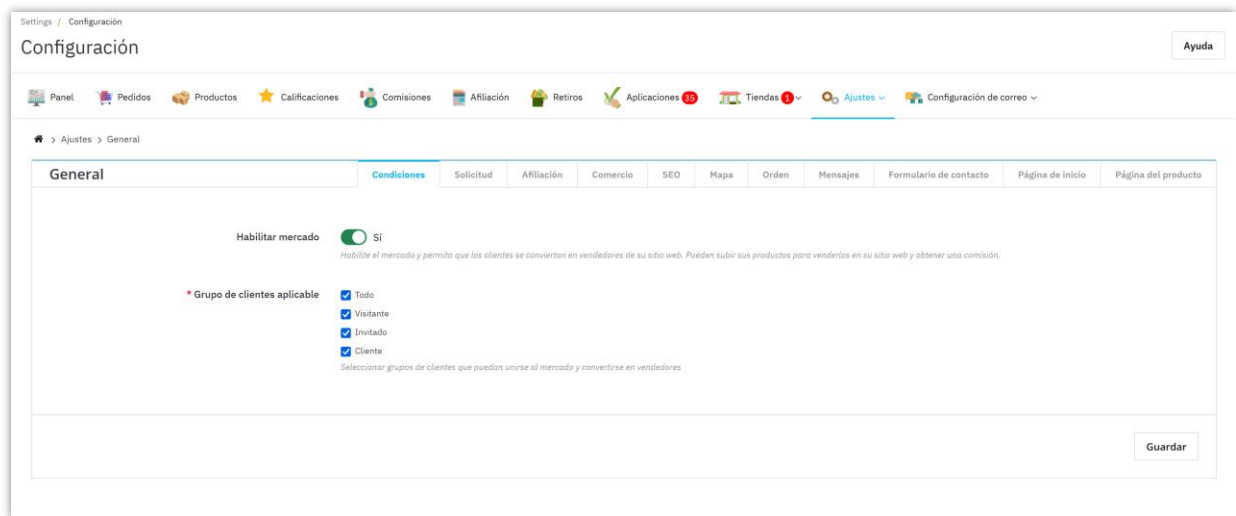 Settings / Configuración
Configuración
Ayuda
Panel Pedidos Productos Calificaciones Comisiones Afiliación Retiros Aplicaciones 35 Tiendas 1 Ajustes Configuración de correo
> Ajustes > General
General Condiciones Solicitud Afiliación Comercio SEO Mapa Orden Mensajes Formulario de contacto Página de inicio Página del producto
Habilitar mercado Sí
Habilite el mercado y permita que los clientes se conviertan en vendedores de su sitio web. Pueden subir sus productos para venderlos en su sitio web y obtener una comisión.
* Grupo de clientes aplicable Todo
Visitante
Invitado
Cliente
Seleccionar grupos de clientes que puedan unirse al mercado y convertirse en vendedores
Guardar